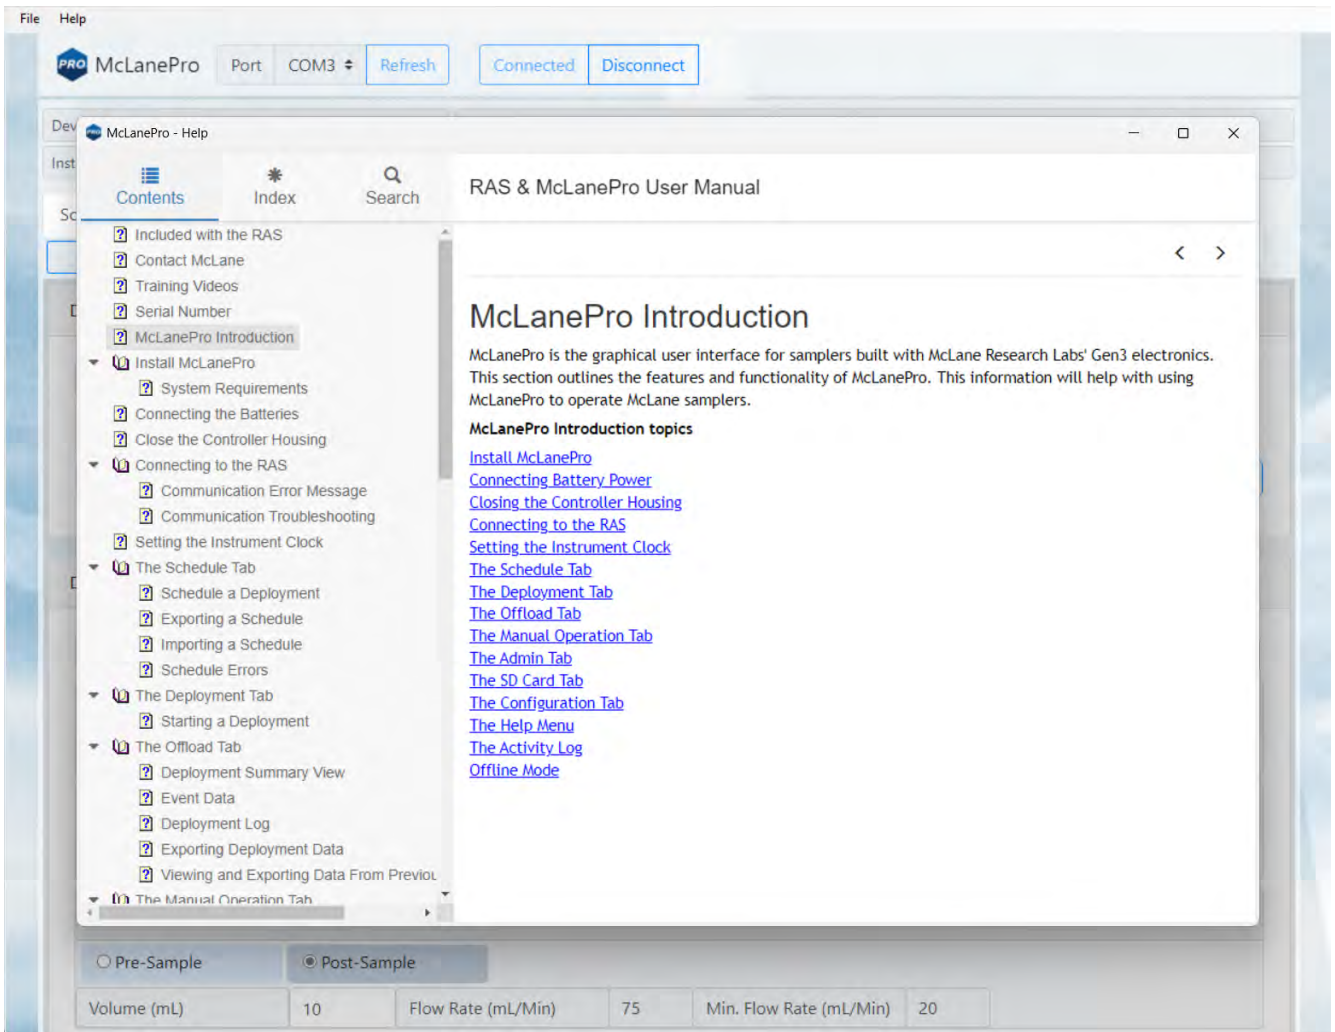 File Help
PRO McLanePro Port COM3 Refresh Connected Disconnect
Dev
PRO McLanePro - Help
Inst
Contents Index Search
RAS & McLanePro User Manual
Sc
Included with the RAS
Contact McLane
Training Videos
Serial Number
McLanePro Introduction
Install McLanePro
System Requirements
Connecting the Batteries
Close the Controller Housing
Connecting to the RAS
Communication Error Message
Communication Troubleshooting
Setting the Instrument Clock
The Schedule Tab
Schedule a Deployment
Exporting a Schedule
Importing a Schedule
Schedule Errors
The Deployment Tab
Starting a Deployment
The Offload Tab
Deployment Summary View
Event Data
Deployment Log
Exporting Deployment Data
Viewing and Exporting Data From Previou
The Manual Operation Tab
McLanePro Introduction
McLanePro is the graphical user interface for samplers built with McLane Research Labs' Gen3 electronics.
This section outlines the features and functionality of McLanePro. This information will help with using
McLanePro to operate McLane samplers.
McLanePro Introduction topics
Install McLanePro
Connecting Battery Power
Closing the Controller Housing
Connecting to the RAS
Setting the Instrument Clock
The Schedule Tab
The Deployment Tab
The Offload Tab
The Manual Operation Tab
The Admin Tab
The SD Card Tab
The Configuration Tab
The Help Menu
The Activity Log
Offline Mode
Pre-Sample Post-Sample
Volume (mL) 10 Flow Rate (mL/Min) 75 Min. Flow Rate (mL/Min) 20